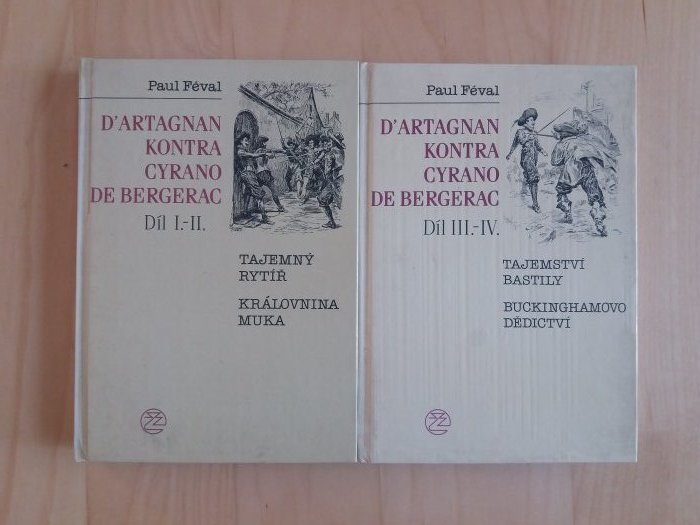 Paul Féval
D'ARTAGNAN
KONTRA
CYRANO
DE BERGERAC
Díl I.-II.
TAJEMNÝ
RYTÍŘ
KRÁLOVNINA
MUKA
Paul Féval
D'ARTAGNAN
KONTRA
CYRANO
DE BERGERAC
Díl III.-IV.
TAJEMSTVÍ
BASTILY
BUCKINGHAMOVO
DĚDICTVÍ